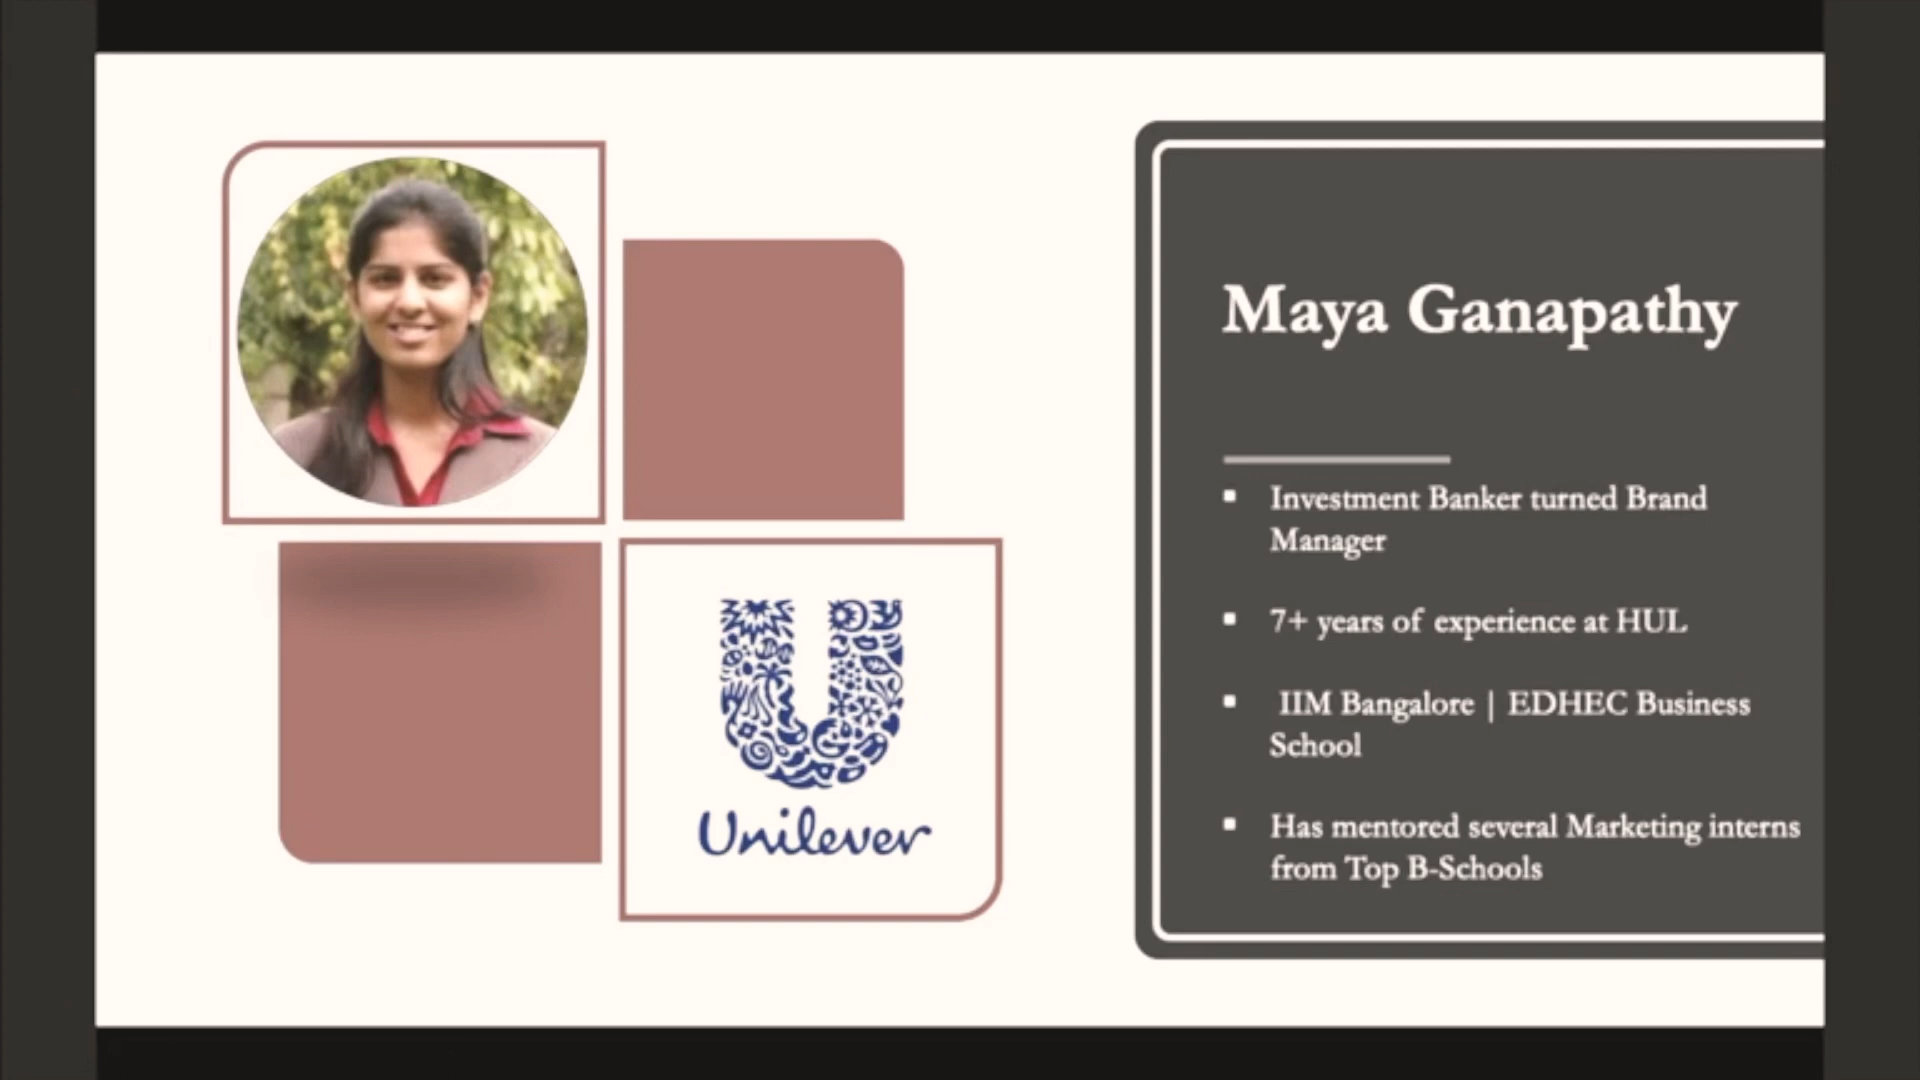 Maya Ganapathy
Investment Banker turned Brand
Manager
7+ years of experience at HUL
IIM Bangalore | EDHEC Business
School
Has mentored several Marketing interns
from Top B-Schools
Unilever